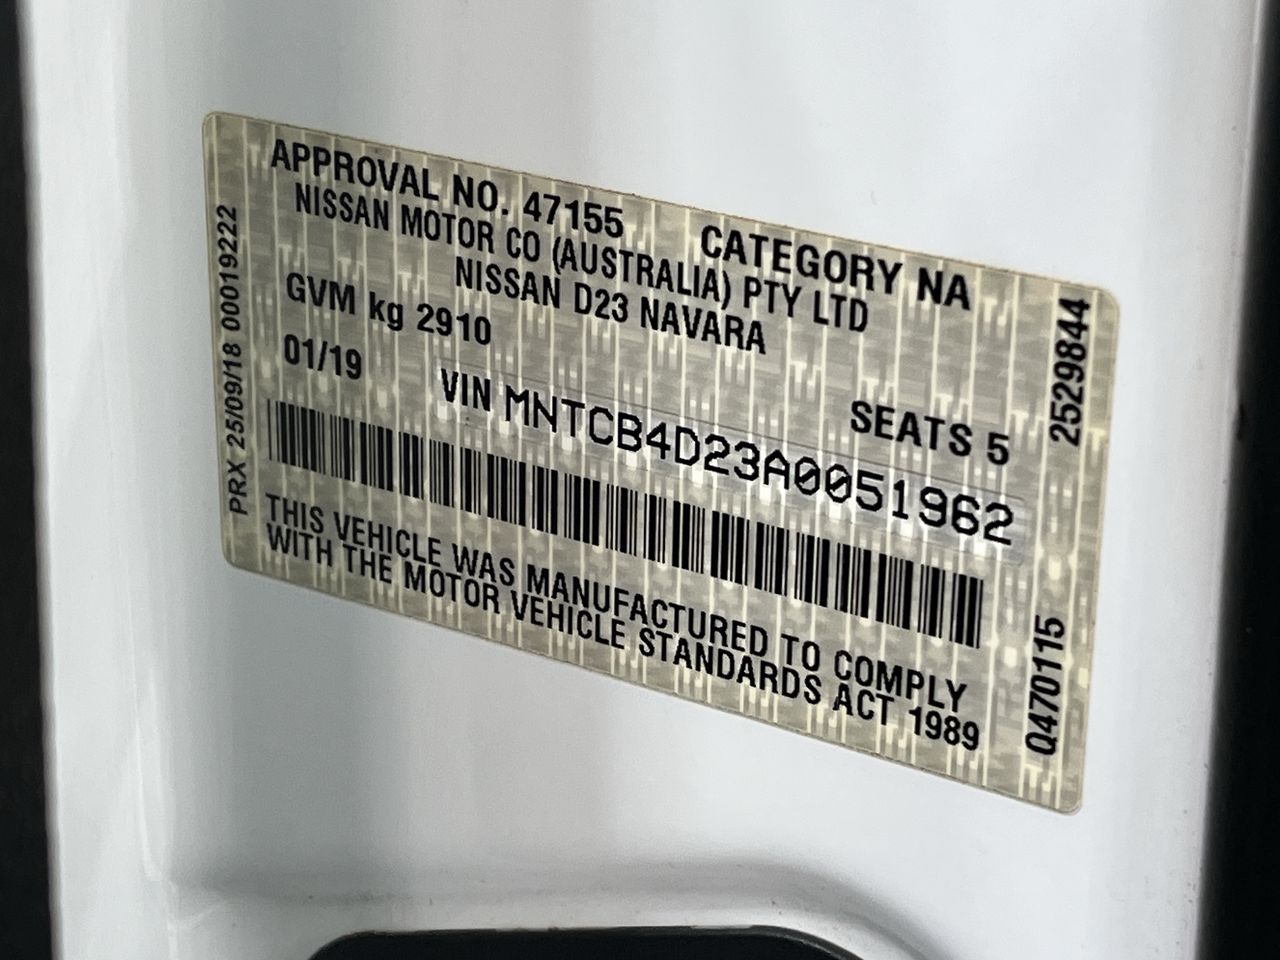 APPROVAL NO. 47155 CATEGORY NA
NISSAN MOTOR CO (AUSTRALIA) PTY LTD
NISSAN D23 NAVARA
GVM kg 2910 SEATS 5
01/19 VIN MNTCB4D23A0051962
THIS VEHICLE WAS MANUFACTURED TO COMPLY
WITH THE MOTOR VEHICLE STANDARDS ACT 1989
PRX 25/09/18 00019222
Q470115 2529844